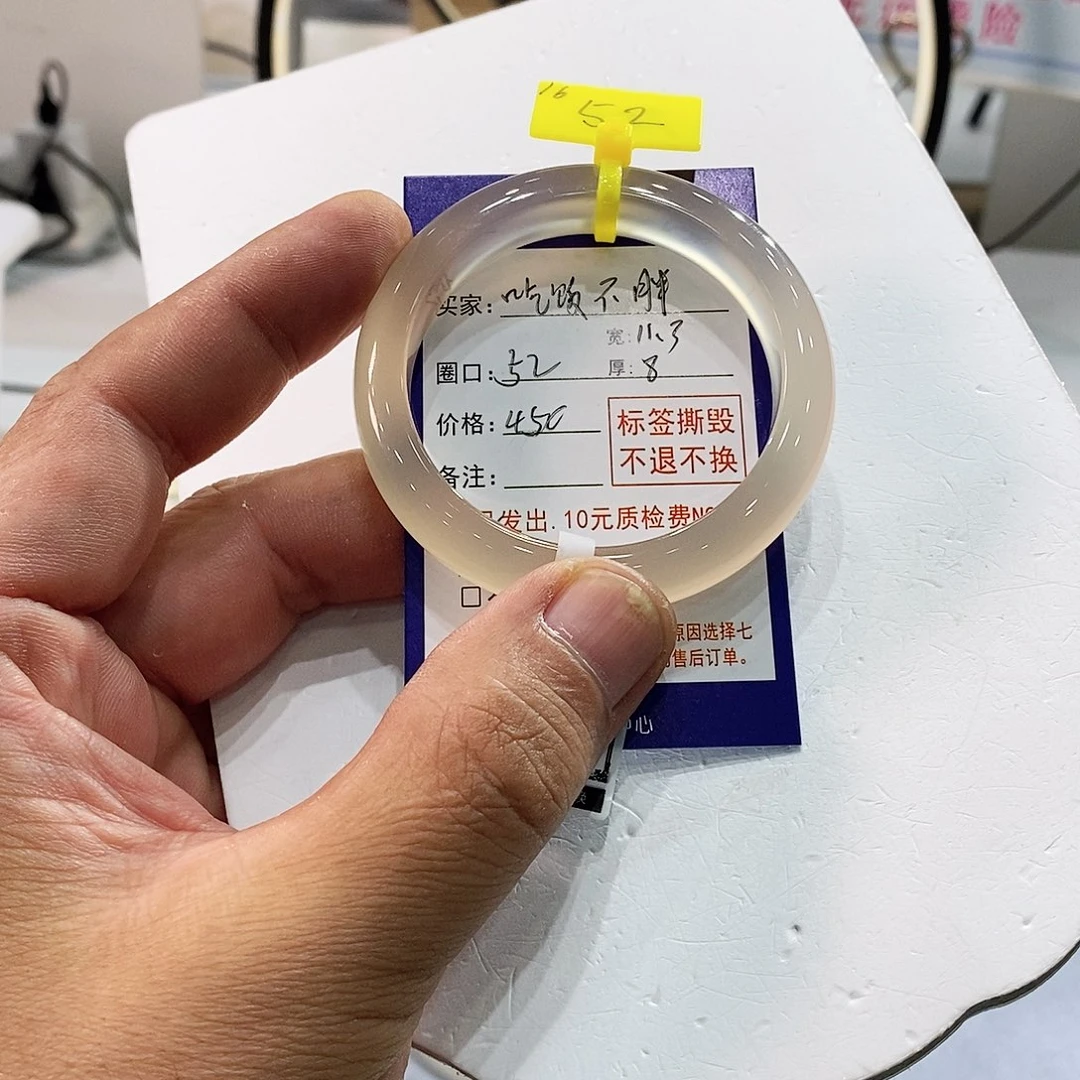 16 52
买家：吃饭不胖
宽：11.3
圈口：52 厚：8
价格：450
标签撕毁
不退不换
备注：
发出.10元质检费
原因选择七
售后订单。
心